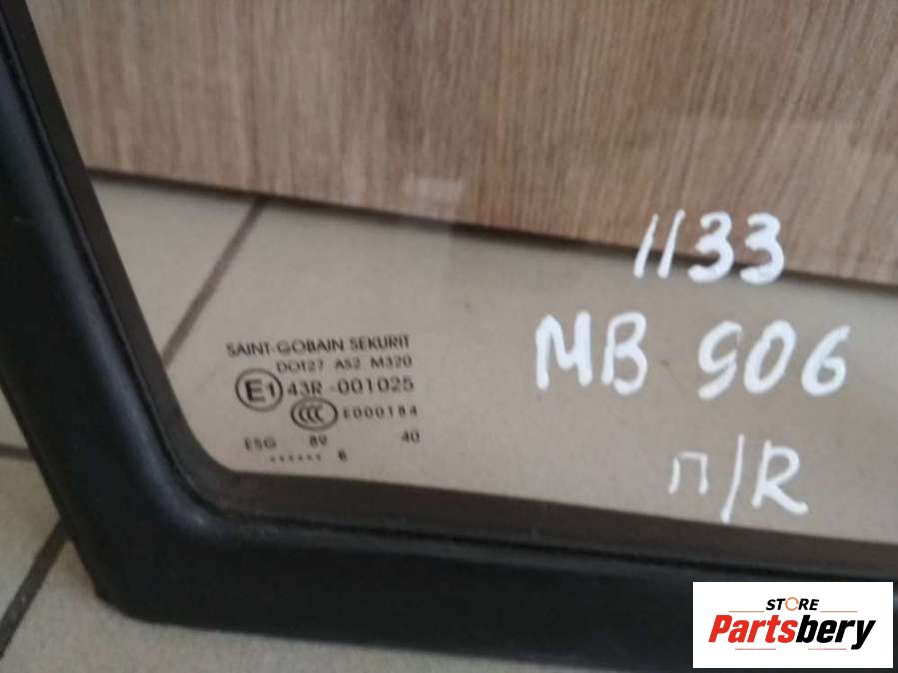 1133
MB 906
п/R
SAINT-GOBAIN SEKURIT
DOT27 AS2 M320
E1 43R-001025
CCC E000184
ESG 89 40
...... 6
STORE
Partsbery